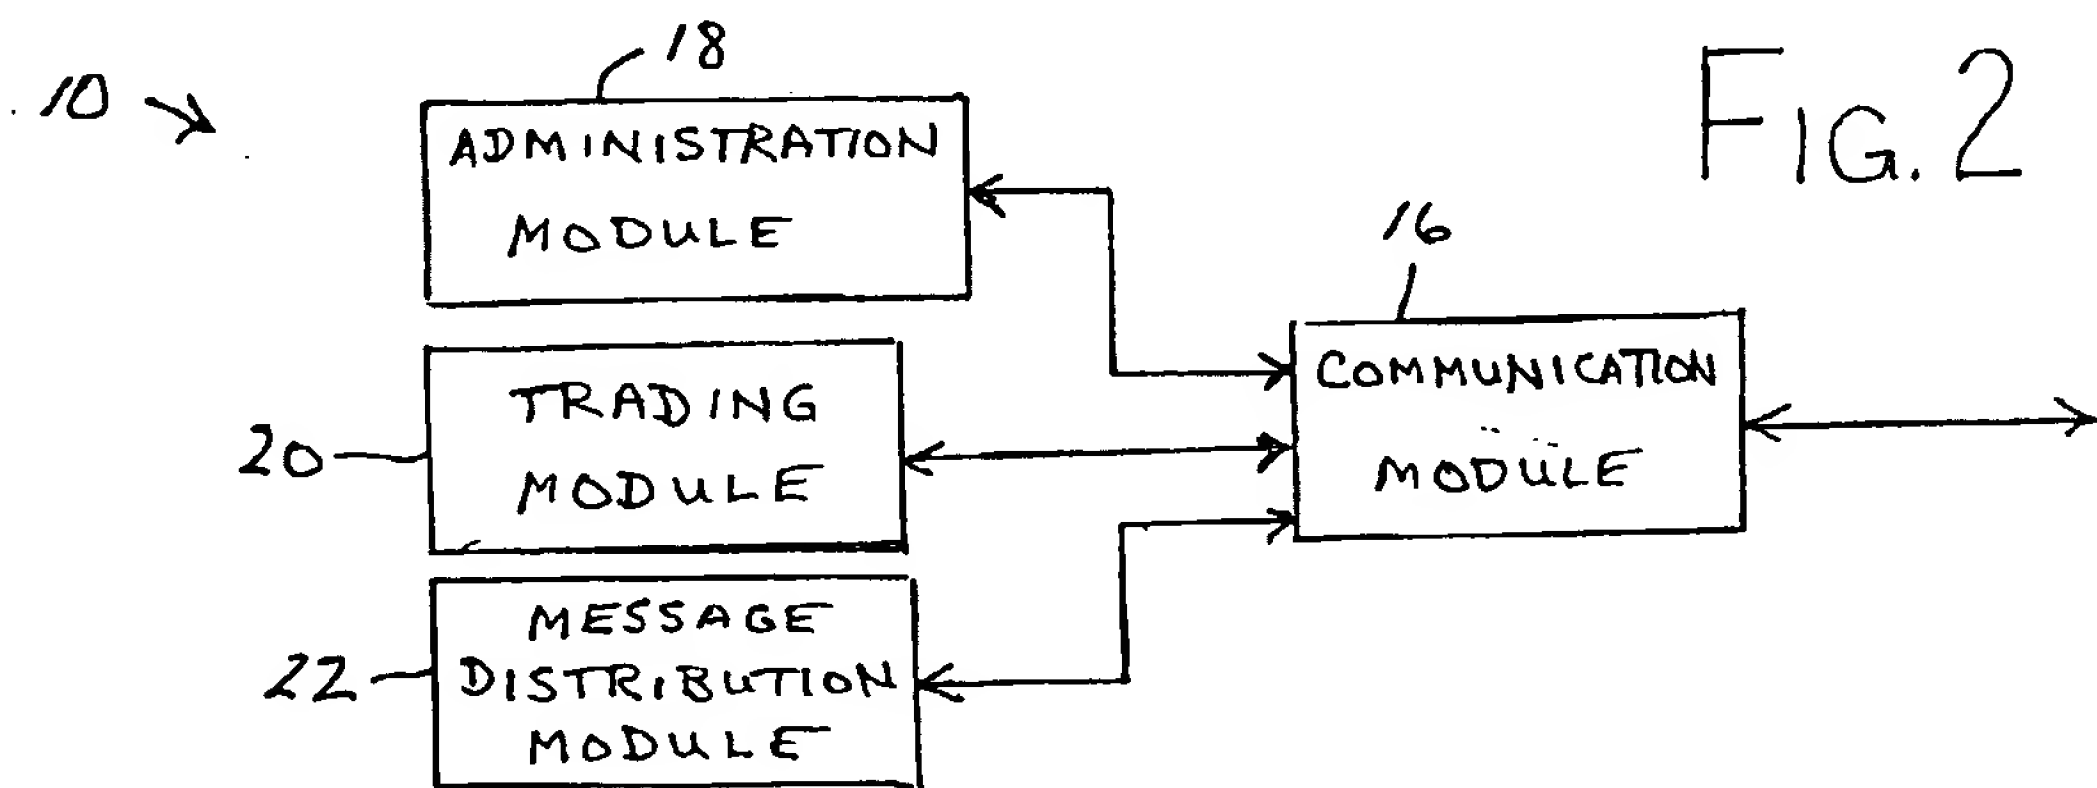 10
18
FIG. 2
ADMINISTRATION
MODULE
16
COMMUNICATION
MODULE
20
TRADING
MODULE
22
MESSAGE
DISTRIBUTION
MODULE